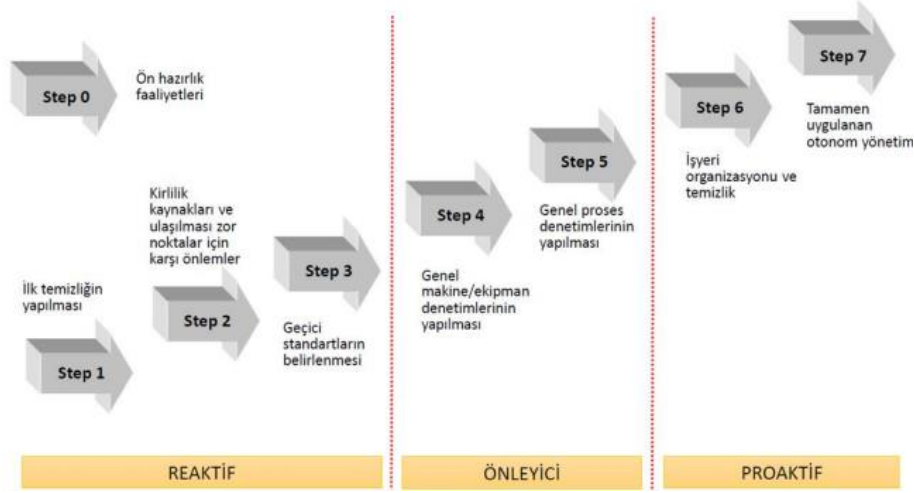 Step 0
Ön hazırlık
faaliyetleri
İlk temizliğin
yapılması
Step 1
Kirlilik
kaynakları ve
ulaşılması zor
noktalar için
karşı önlemler
Step 2
Step 3
Geçici
standartların
belirlenmesi
Step 4
Genel
makine/ekipman
denetimlerinin
yapılması
Step 5
Genel proses
denetimlerinin
yapılması
Step 6
İşyeri
organizasyonu ve
temizlik
Step 7
Tamamen
uygulanan
otonom yönetim
REAKTİF
ÖNLEYİCİ
PROAKTİF